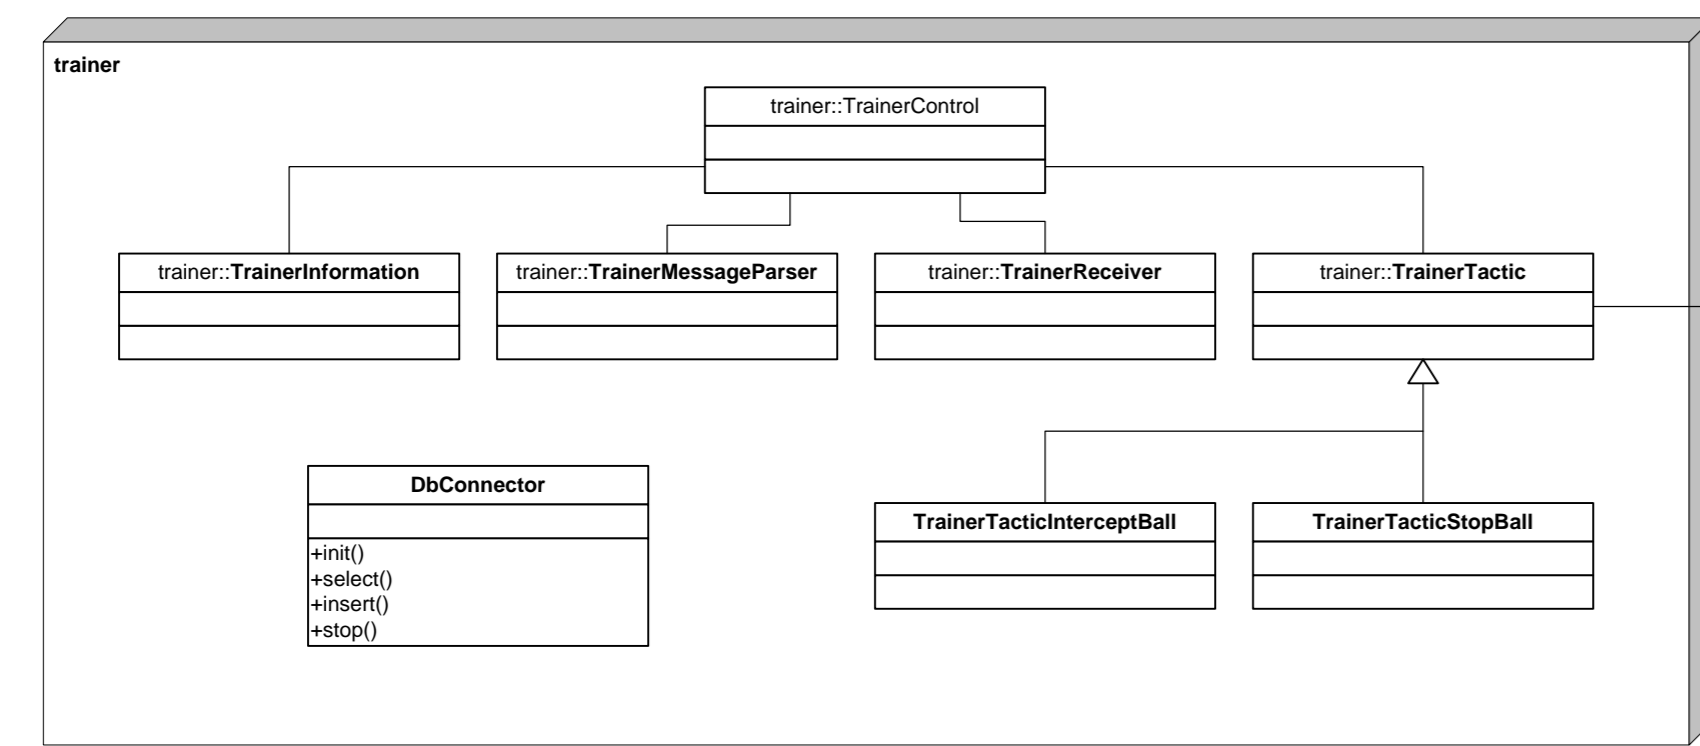 trainer
trainer::TrainerControl
trainer::TrainerInformation
trainer::TrainerMessageParser
trainer::TrainerReceiver
trainer::TrainerTactic
DbConnector
+init()
+select()
+insert()
+stop()
TrainerTacticInterceptBall
TrainerTacticStopBall